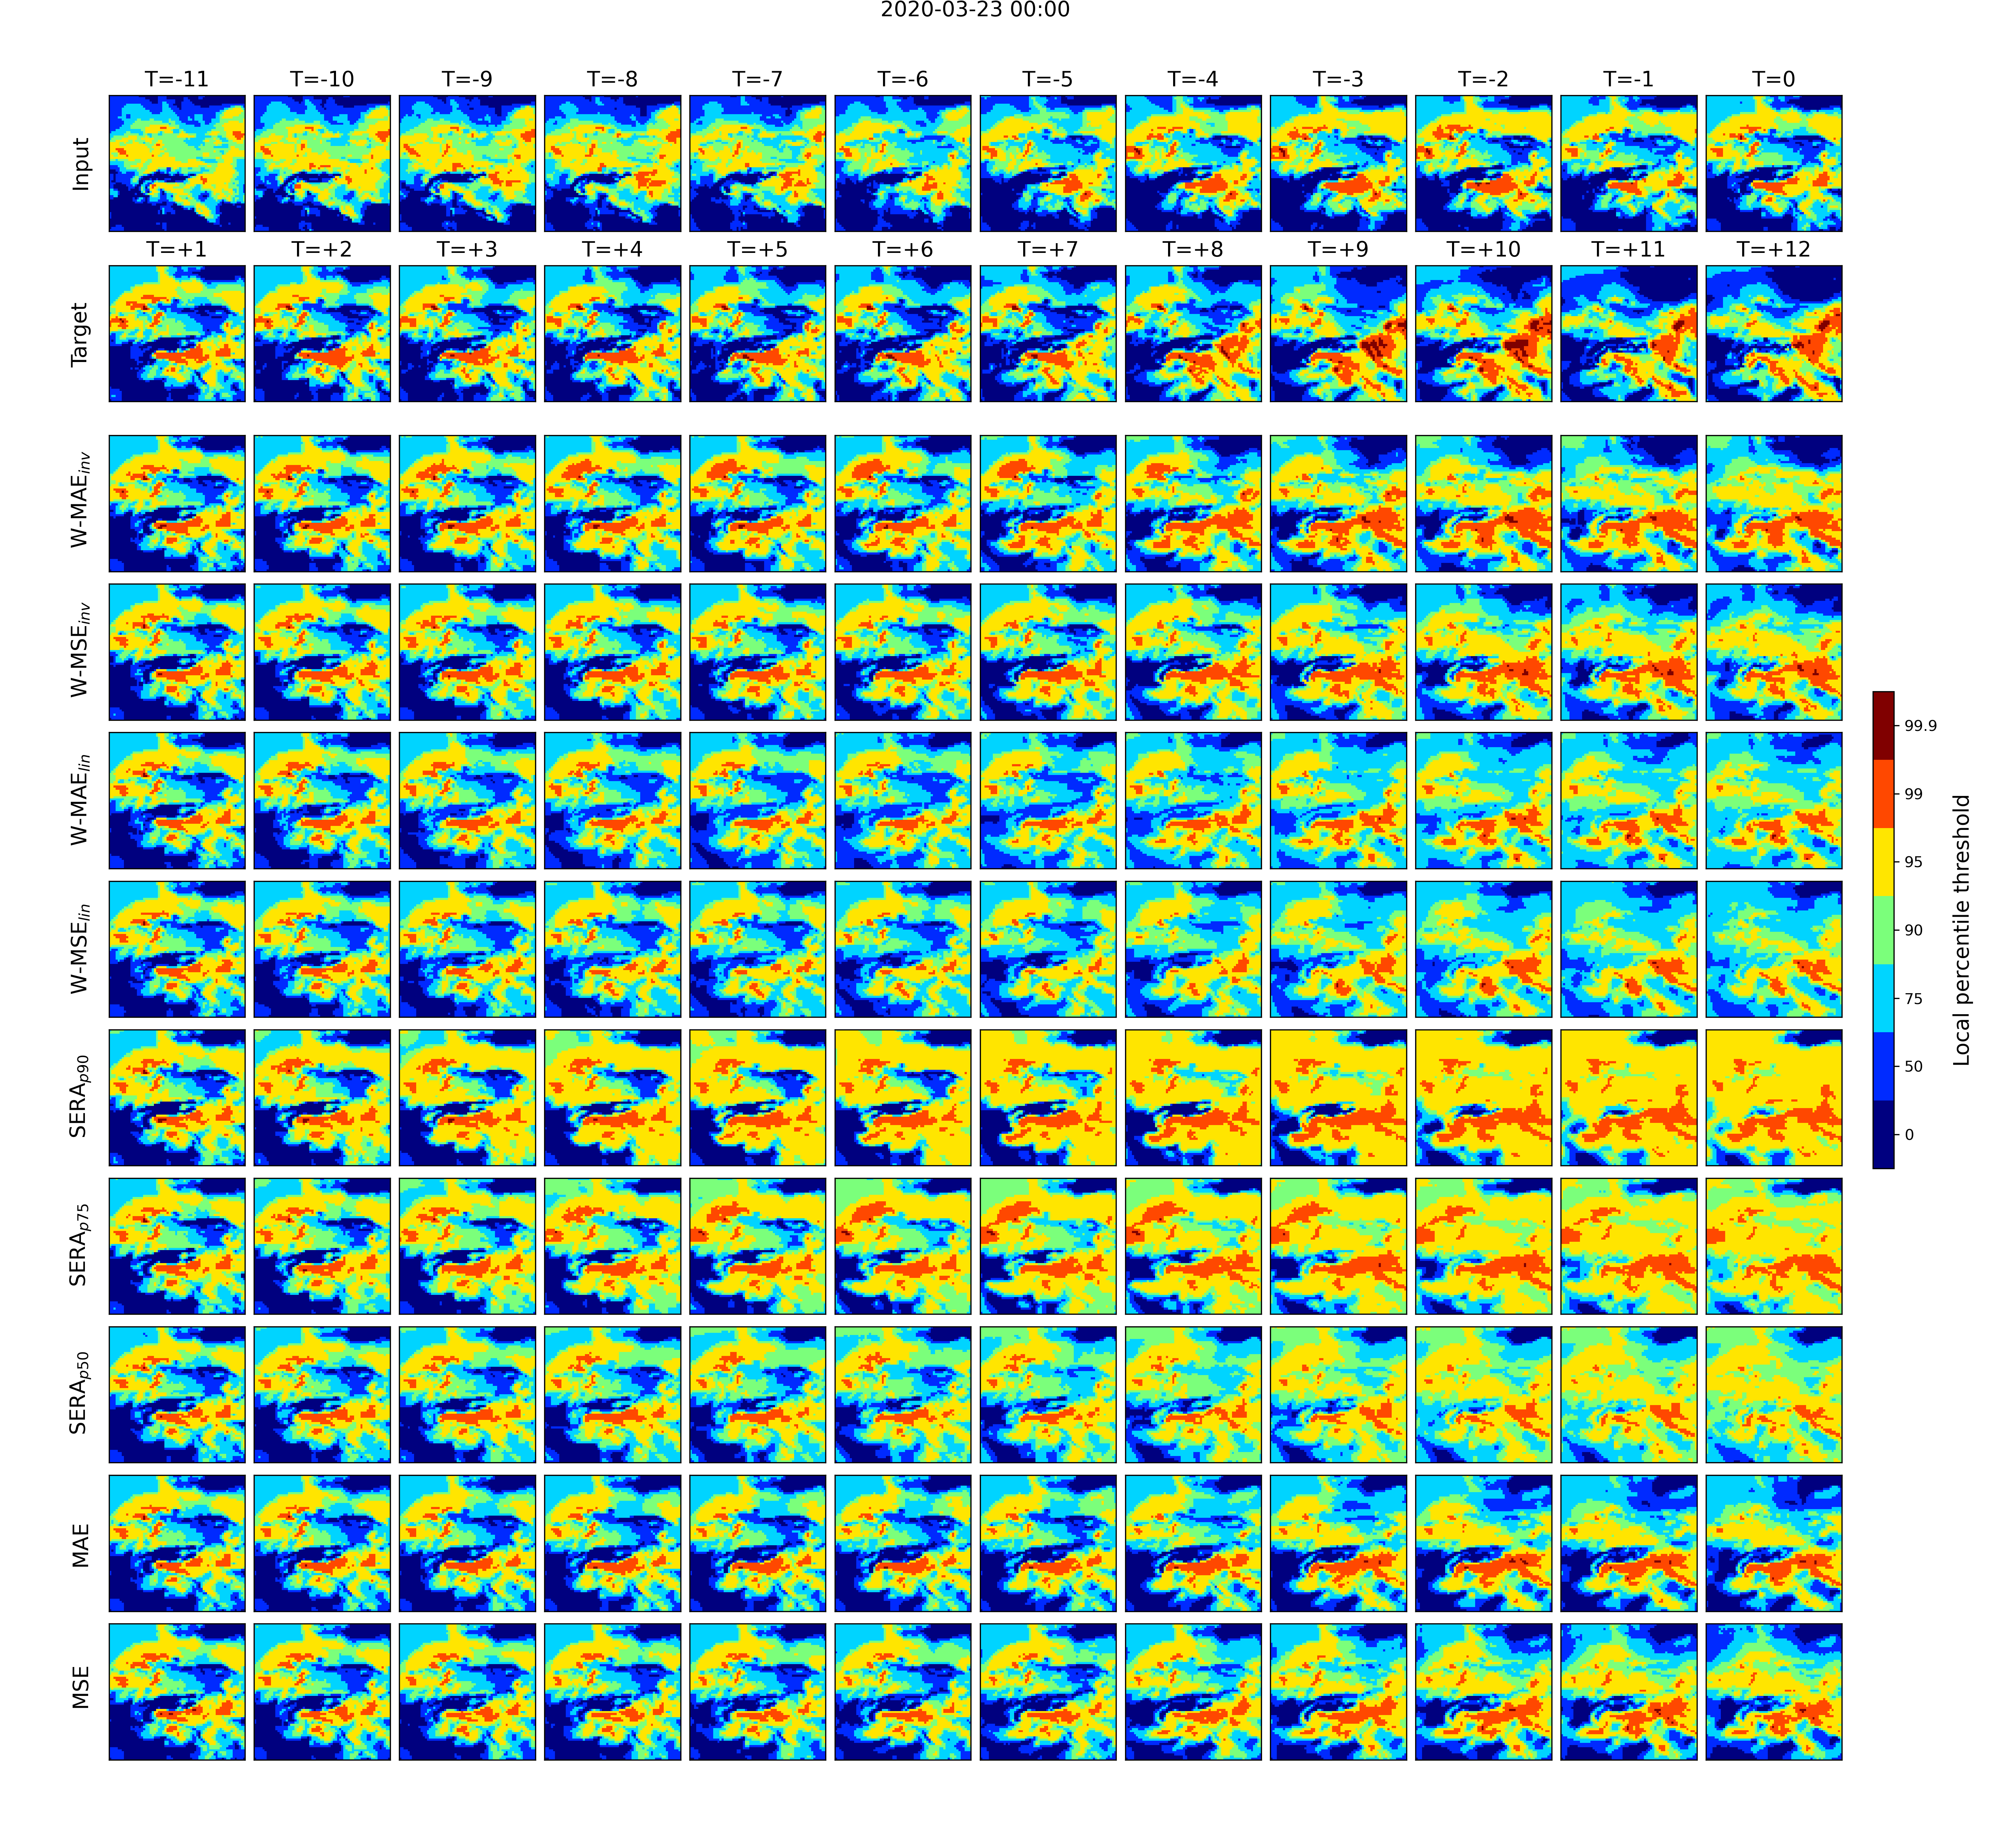 2020-03-23 00:00
T=-11 T=-10 T=-9 T=-8 T=-7 T=-6 T=-5 T=-4 T=-3 T=-2 T=-1 T=0
Input
T=+1 T=+2 T=+3 T=+4 T=+5 T=+6 T=+7 T=+8 T=+9 T=+10 T=+11 T=+12
Target
W-MAEinv
W-MSEinv
W-MAElin
W-MSElin
SERAp90
SERAp75
SERAp50
MAE
MSE
99.9
99
95
90
75
50
0
Local percentile threshold